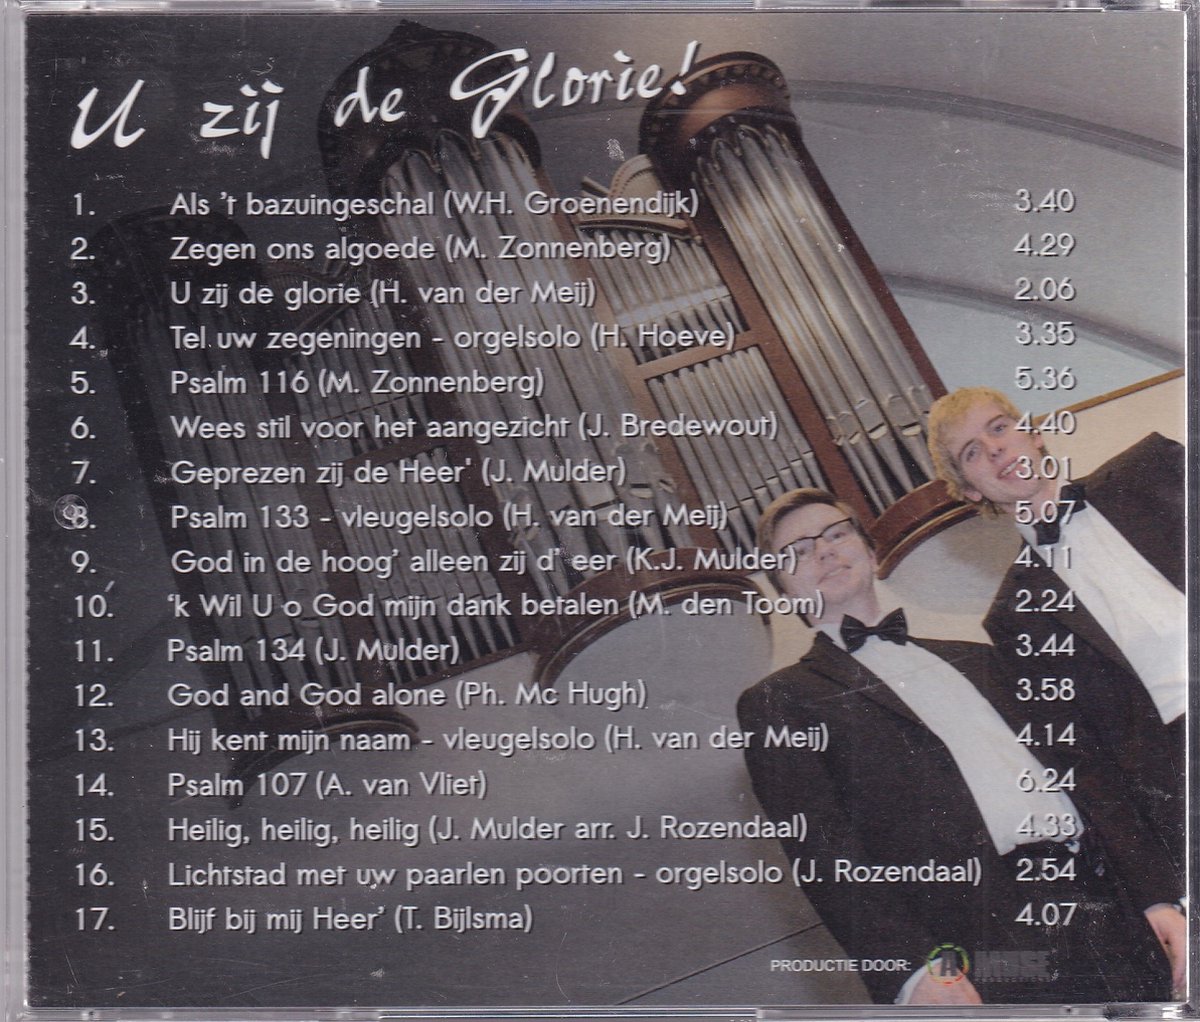 U zij de Glorie!
1. Als 't bazuingeschal (W.H. Groenendijk) 3.40
2. Zegen ons algoede (M. Zonnenberg) 4.29
3. U zij de glorie (H. van der Meij) 2.06
4. Tel uw zegeningen - orgelsolo (H. Hoeve) 3.35
5. Psalm 116 (M. Zonnenberg) 5.36
6. Wees stil voor het aangezicht (J. Bredewout) 4.40
7. Geprezen zij de Heer' (J. Mulder) 3.01
8. Psalm 133 - vleugelsolo (H. van der Meij) 5.07
9. God in de hoog' alleen zij d' eer (K.J. Mulder) 4.11
10. 'k Wil U o God mijn dank betalen (M. den Toom) 2.24
11. Psalm 134 (J. Mulder) 3.44
12. God and God alone (Ph. Mc Hugh) 3.58
13. Hij kent mijn naam - vleugelsolo (H. van der Meij) 4.14
14. Psalm 107 (A. van Vliet) 6.24
15. Heilig, heilig, heilig (J. Mulder arr. J. Rozendaal) 4.33
16. Lichtstad met uw paarlen poorten - orgelsolo (J. Rozendaal) 2.54
17. Blijf bij mij Heer' (T. Bijlsma) 4.07
PRODUCTIE DOOR: A